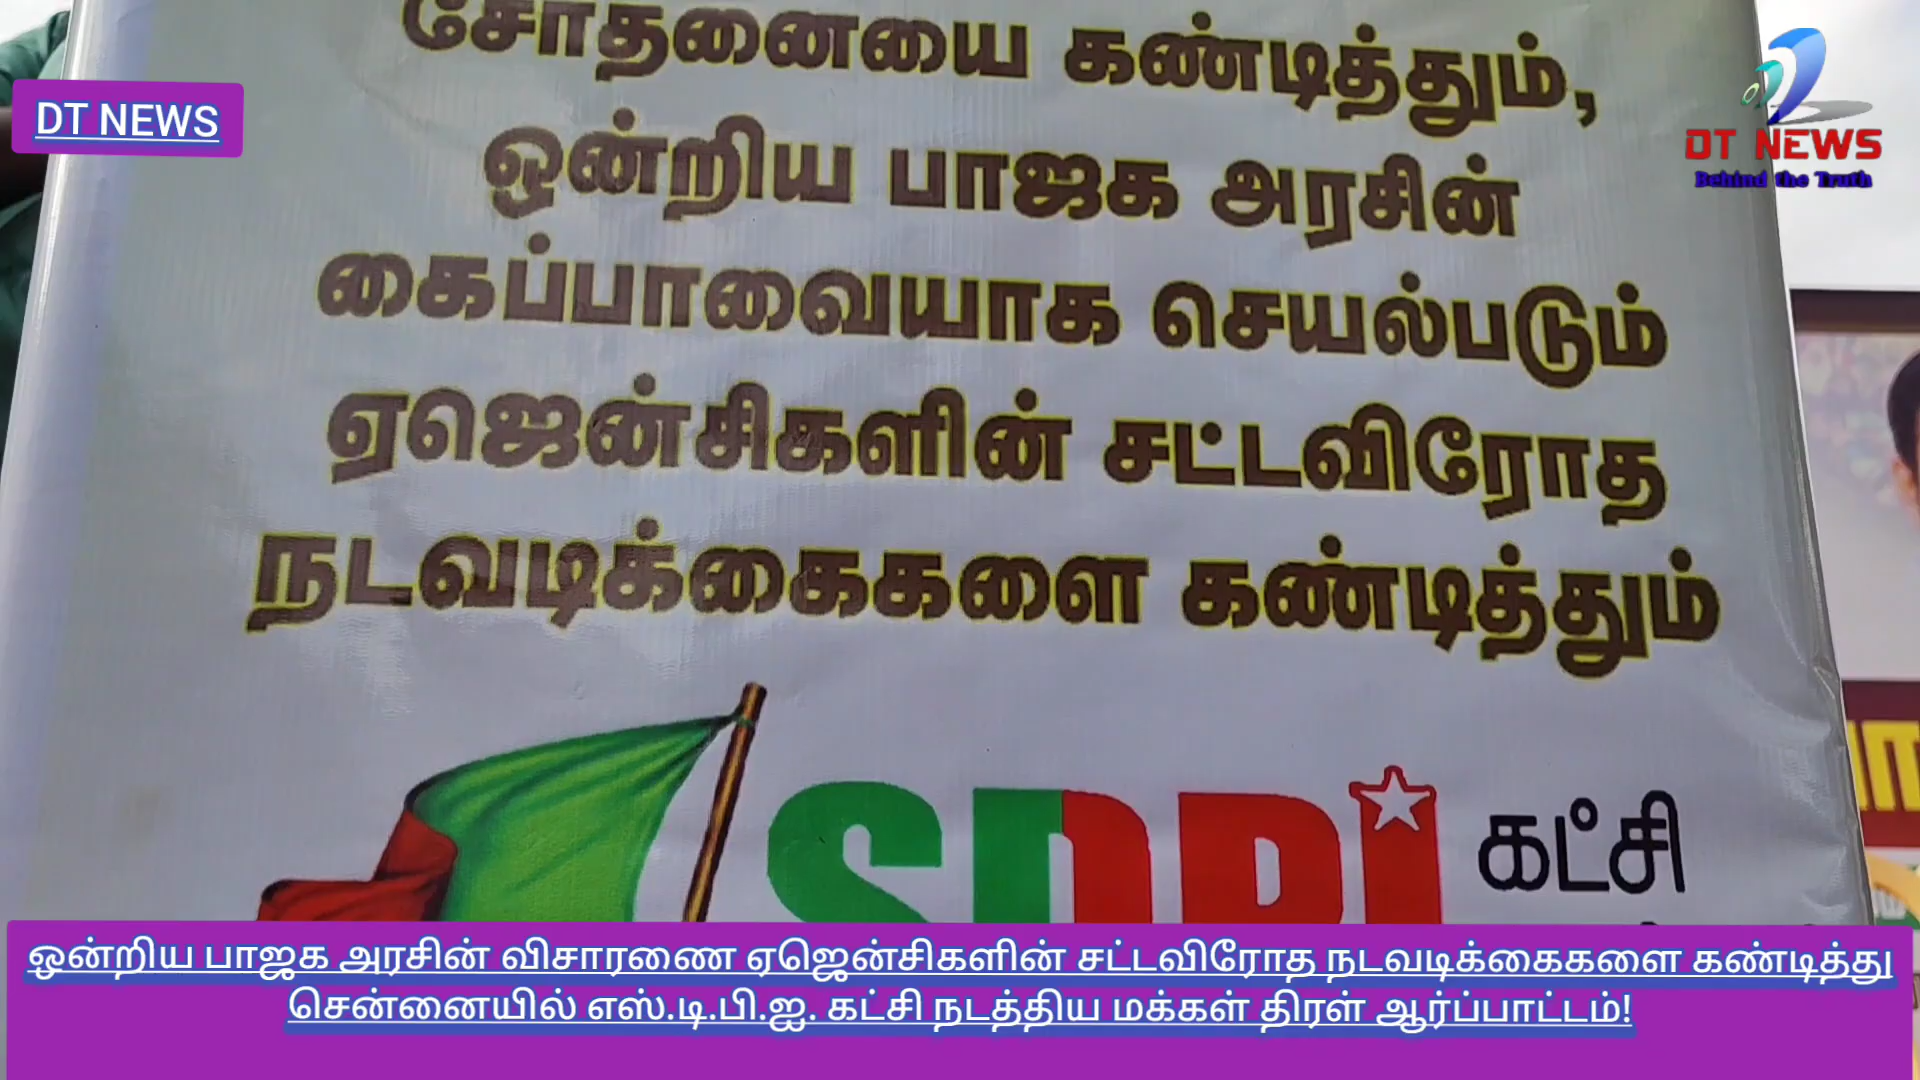 சோதனையை கண்டித்தும்,
DT NEWS
DT NEWS
Behind the Truth
ஒன்றிய பாஜக அரசின்
கைப்பாவையாக செயல்படும்
ஏஜென்சிகளின் சட்டவிரோத
நடவடிக்கைகளை கண்டித்தும்
SDPI கட்சி
ஒன்றிய பாஜக அரசின் விசாரணை ஏஜென்சிகளின் சட்டவிரோத நடவடிக்கைகளை கண்டித்து
சென்னையில் எஸ்.டி.பி.ஐ. கட்சி நடத்திய மக்கள் திரள் ஆர்ப்பாட்டம்!